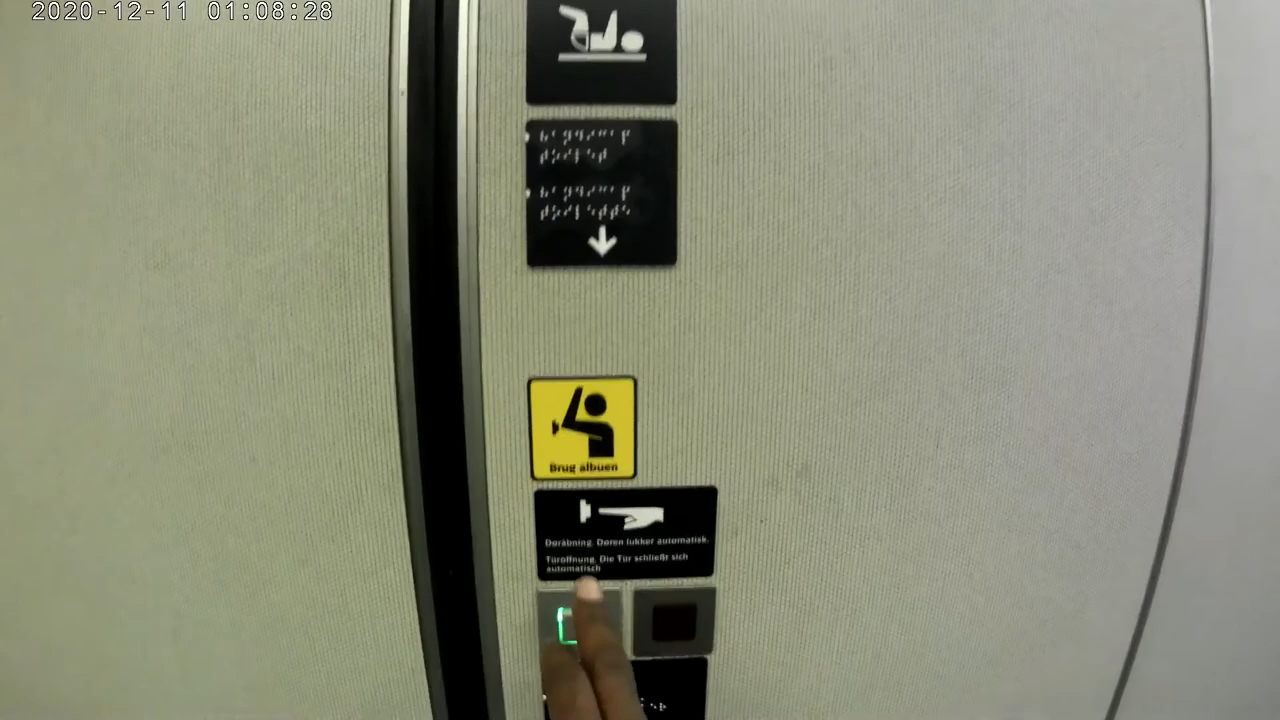 2020-12-11 01:08:28
Brug albuen
Døråbning. Døren lukker automatisk.
Türöffnung. Die Tür schließt sich
automatisch